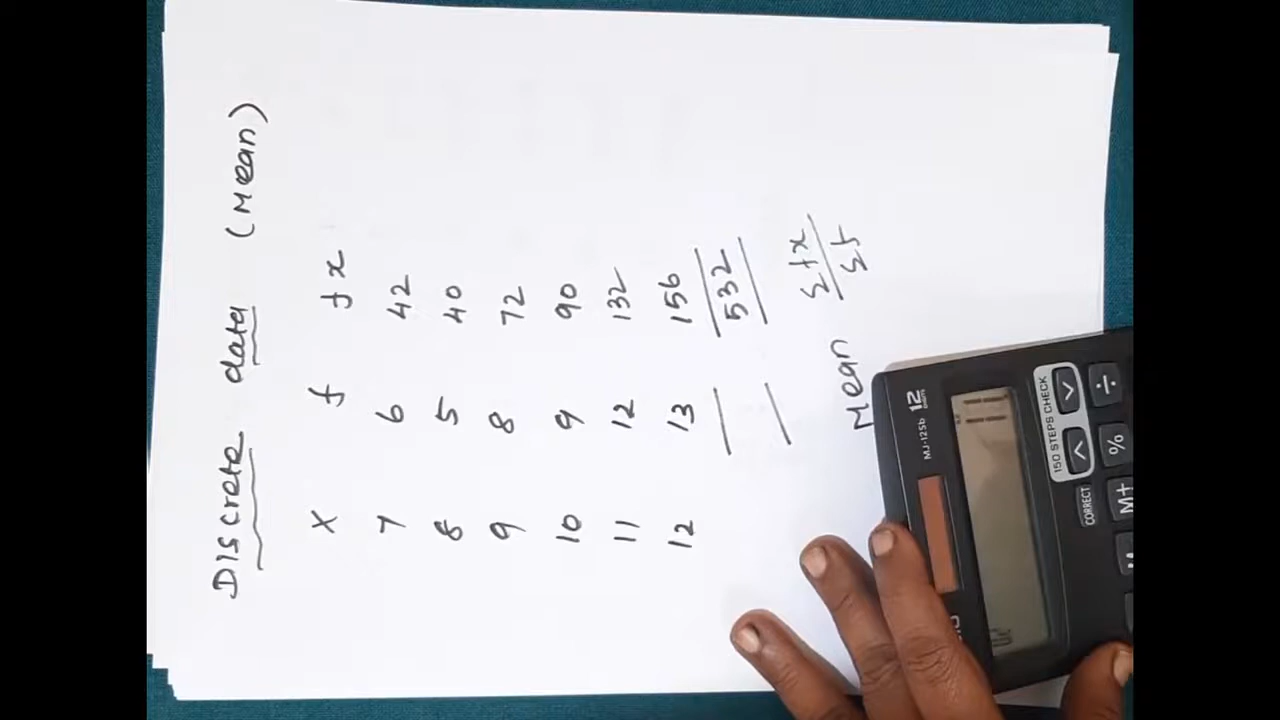 Discrete data (Mean)
x f fx
7 6 42
8 5 40
9 8 72
10 9 90
11 12 132
12 13 156
532
Mean Σfx
Σf
MJ-12Sb 12
DIGITS
150 STEPS CHECK
CORRECT % ÷
M+